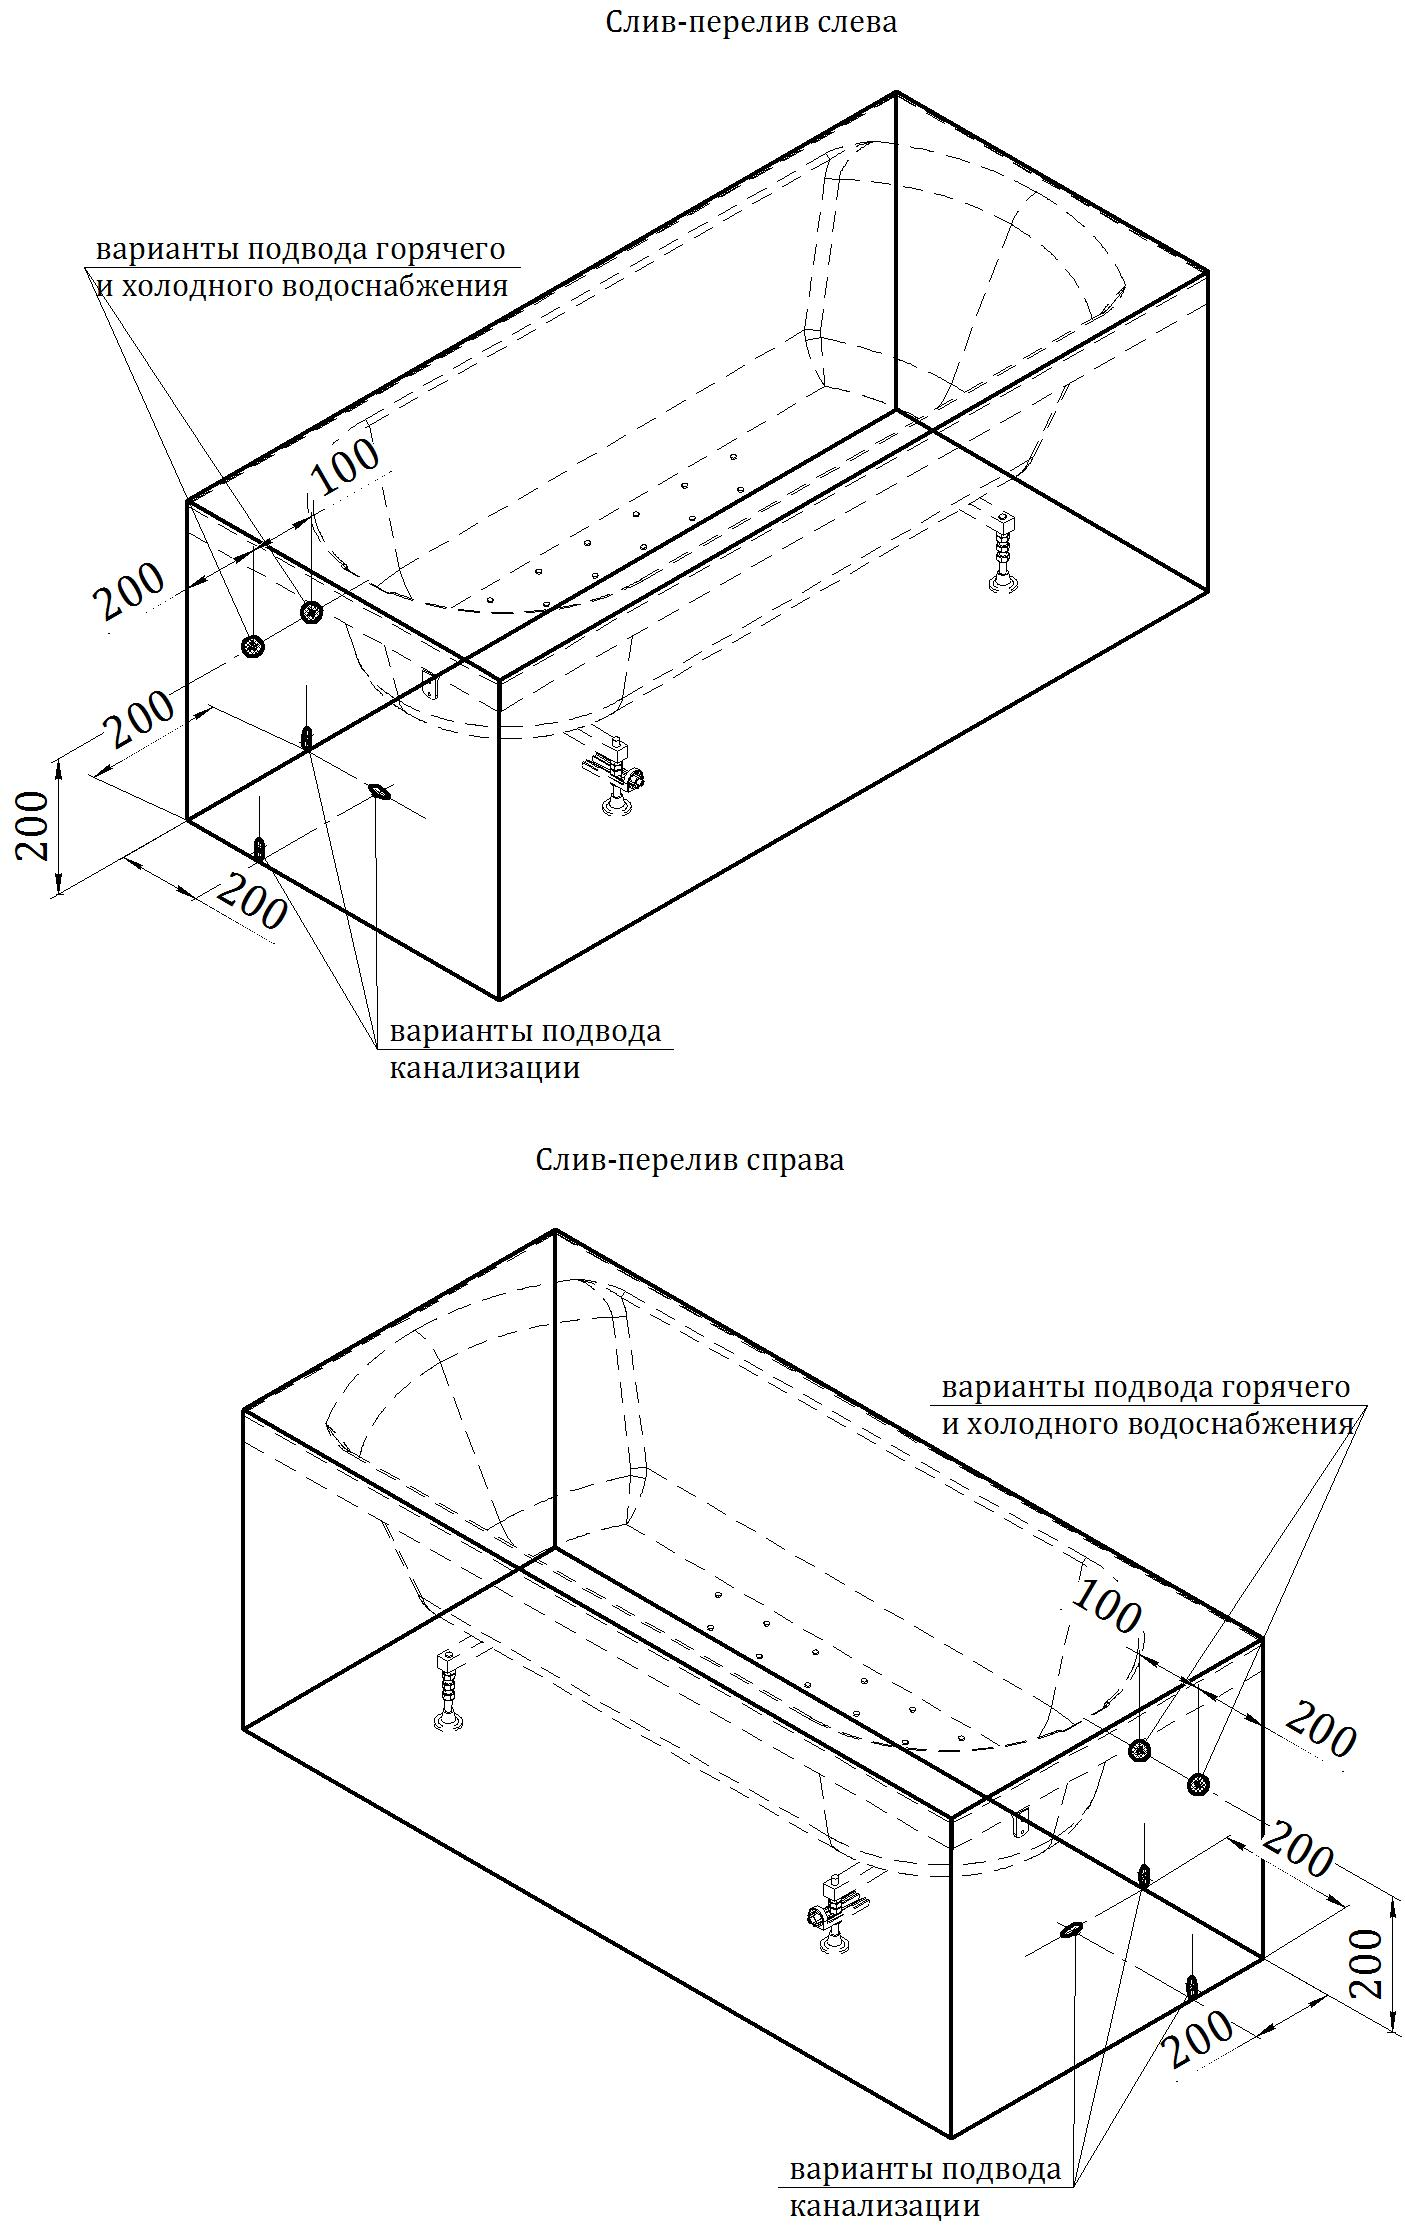 Слив-перелив слева
варианты подвода горячего
и холодного водоснабжения
100
200
200
200
200
варианты подвода
канализации
Слив-перелив справа
варианты подвода горячего
и холодного водоснабжения
100
200
200
200
200
варианты подвода
канализации